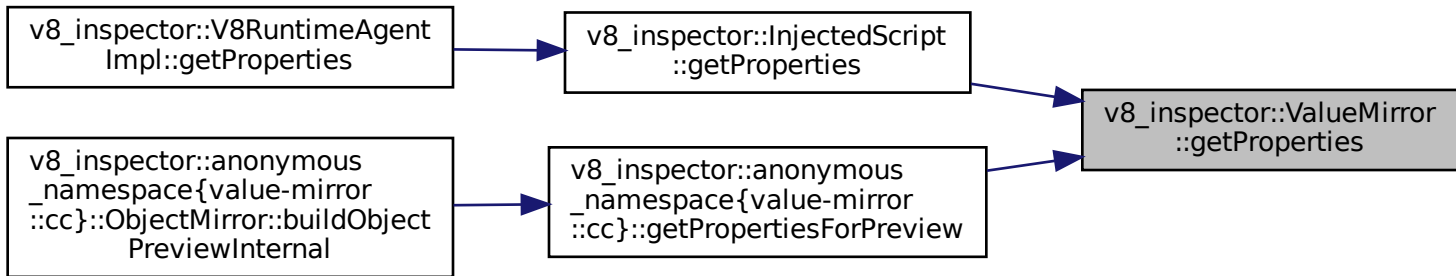 v8_inspector::V8RuntimeAgent
Impl::getProperties
v8_inspector::InjectedScript
::getProperties
v8_inspector::ValueMirror
::getProperties
v8_inspector::anonymous
_namespace{value-mirror
::cc}::ObjectMirror::buildObject
PreviewInternal
v8_inspector::anonymous
_namespace{value-mirror
::cc}::getPropertiesForPreview